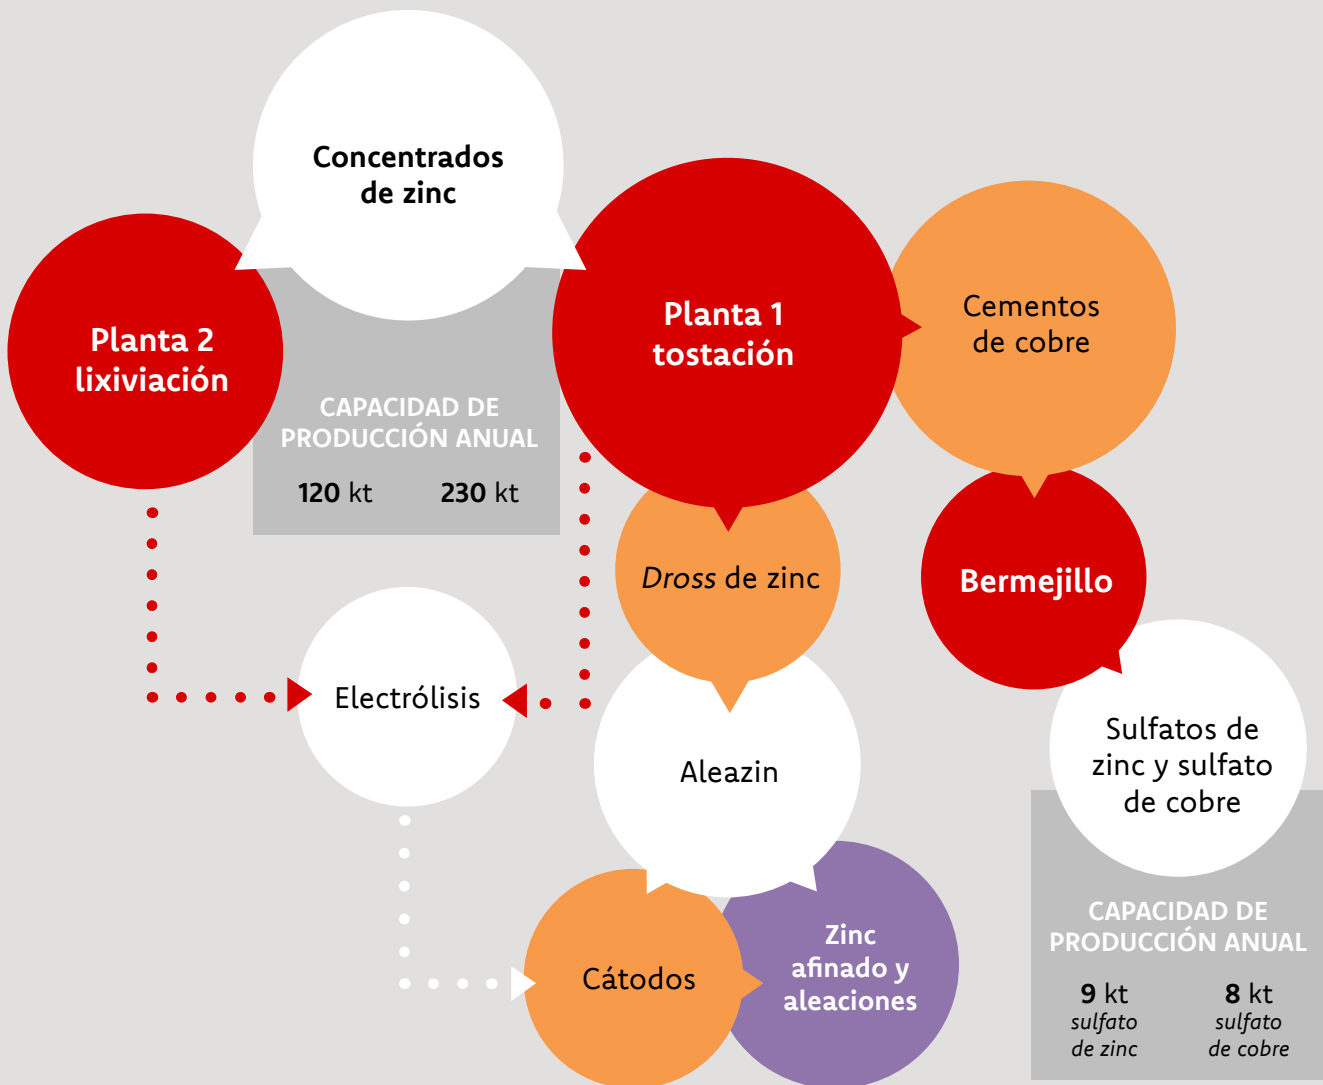 Concentrados
de zinc
Planta 2
lixiviación
CAPACIDAD DE
PRODUCCIÓN ANUAL
120 kt
230 kt
Planta 1
tostación
Cementos
de cobre
Dross de zinc
Bermejillo
Electrólisis
Aleazin
Sulfatos de
zinc y sulfato
de cobre
Cátodos
Zinc
afinado y
aleaciones
CAPACIDAD DE
PRODUCCIÓN ANUAL
9 kt
sulfato
de zinc
8 kt
sulfato
de cobre